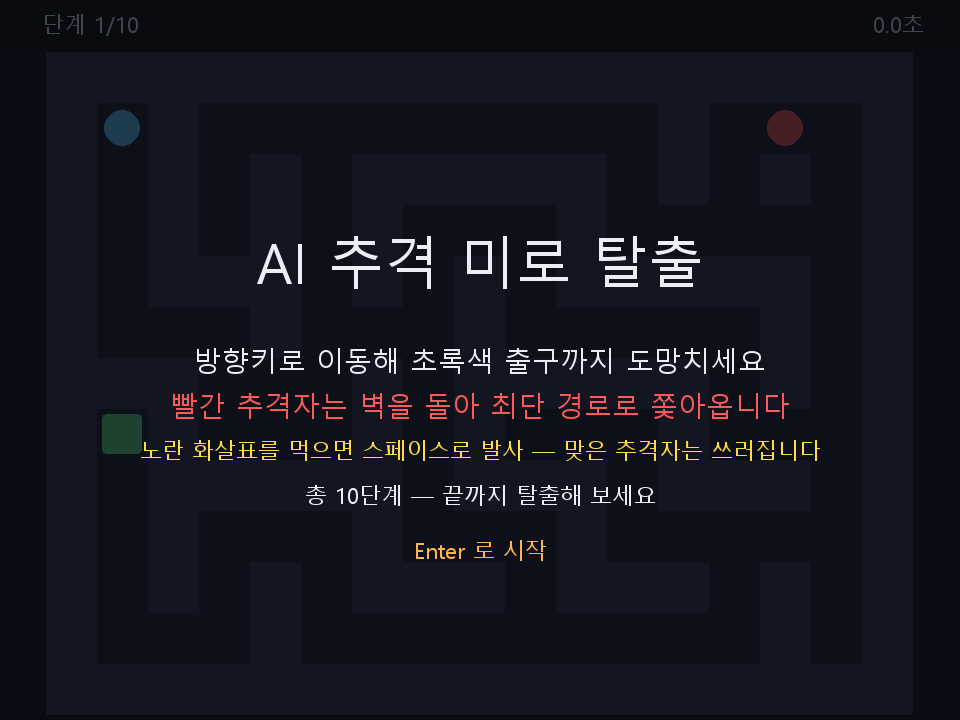 단계 1/10
0.0초
AI 추격 미로 탈출
방향키로 이동해 초록색 출구까지 도망치세요
빨간 추격자는 벽을 돌아 최단 경로로 쫓아옵니다
노란 화살표를 먹으면 스페이스로 발사 — 맞은 추격자는 쓰러집니다
총 10단계 — 끝까지 탈출해 보세요
Enter 로 시작